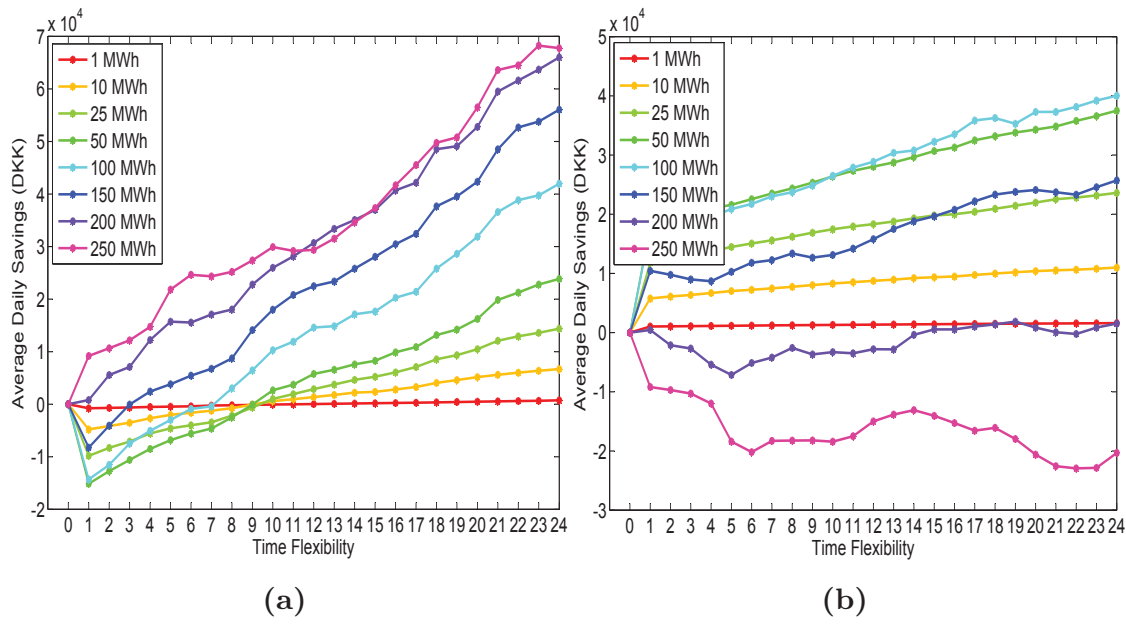 x 10⁴
7
6
5
4
3
2
1
0
-1
-2
Average Daily Savings (DKK)
1 MWh
10 MWh
25 MWh
50 MWh
100 MWh
150 MWh
200 MWh
250 MWh
0 1 2 3 4 5 6 7 8 9 10 11 12 13 14 15 16 17 18 19 20 21 22 23 24
Time Flexibility
(a)
x 10⁴
5
4
3
2
1
0
-1
-2
-3
Average Daily Savings (DKK)
1 MWh
10 MWh
25 MWh
50 MWh
100 MWh
150 MWh
200 MWh
250 MWh
0 1 2 3 4 5 6 7 8 9 10 11 12 13 14 15 16 17 18 19 20 21 22 23 24
Time Flexibility
(b)